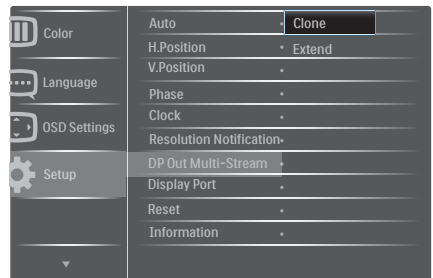 Color
Language
OSD Settings
Setup
Auto
H.Position
V.Position
Phase
Clock
Resolution Notification
DP Out Multi-Stream
Display Port
Reset
Information
Clone
Extend